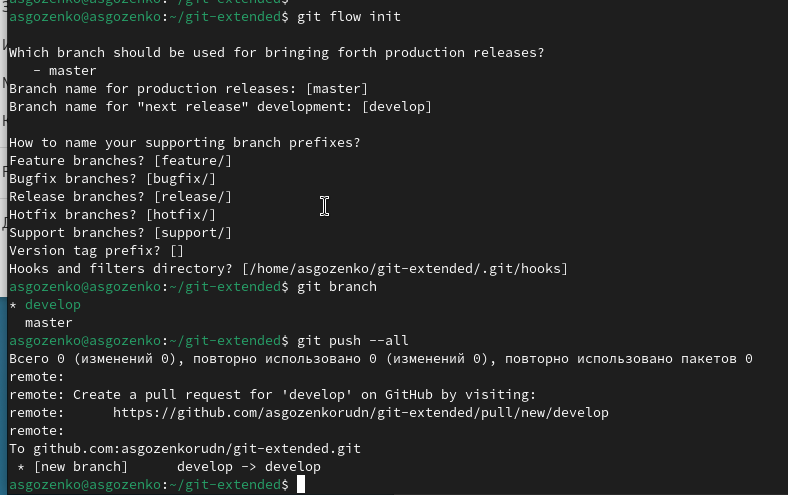 asgozenko@asgozenko:~/git-extended$ git flow init
Which branch should be used for bringing forth production releases?
   - master
Branch name for production releases: [master]
Branch name for "next release" development: [develop]
How to name your supporting branch prefixes?
Feature branches? [feature/]
Bugfix branches? [bugfix/]
Release branches? [release/]
Hotfix branches? [hotfix/]
Support branches? [support/]
Version tag prefix? []
Hooks and filters directory? [/home/asgozenko/git-extended/.git/hooks]
asgozenko@asgozenko:~/git-extended$ git branch
* develop
  master
asgozenko@asgozenko:~/git-extended$ git push --all
Всего 0 (изменений 0), повторно использовано 0 (изменений 0), повторно использовано пакетов 0
remote:
remote: Create a pull request for 'develop' on GitHub by visiting:
remote:      https://github.com/asgozenkorudn/git-extended/pull/new/develop
remote:
To github.com:asgozenkorudn/git-extended.git
 * [new branch]      develop -> develop
asgozenko@asgozenko:~/git-extended$